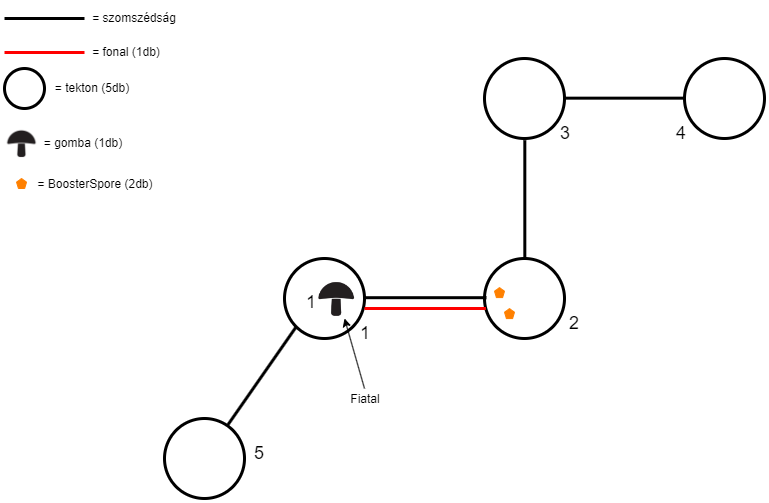 = szomszédság
= fonal (1db)
= tekton (5db)
= gomba (1db)
= BoosterSpore (2db)
3
4
1
1
2
Fiatal
5